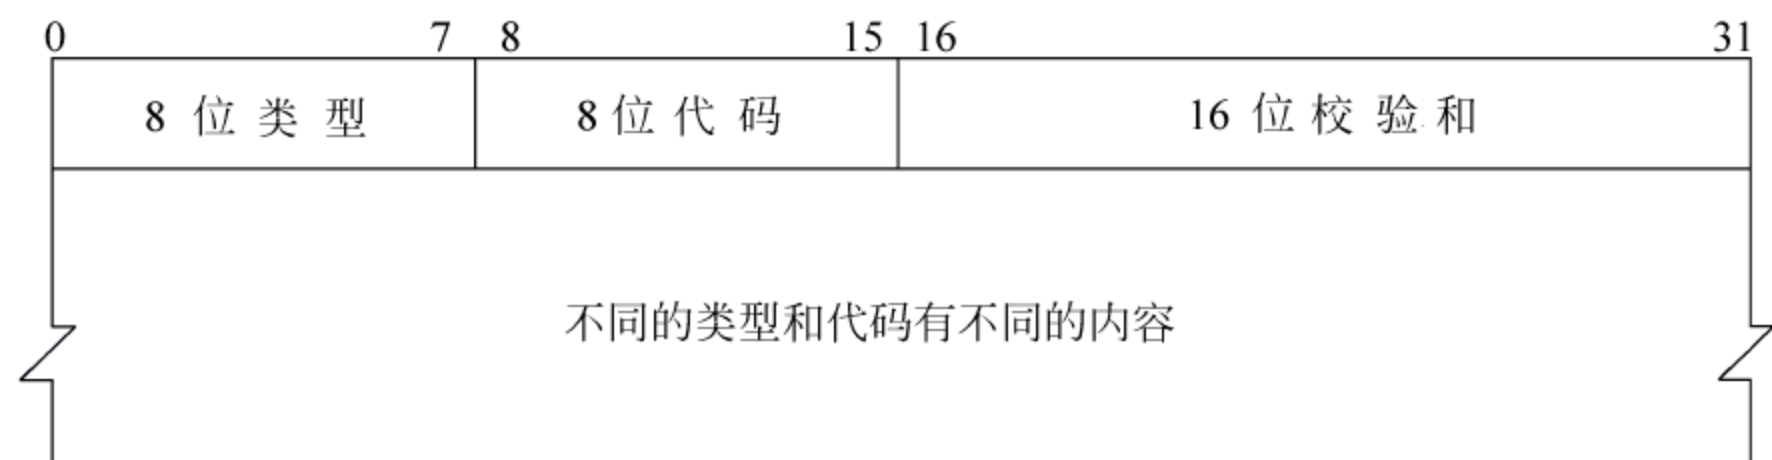 0 7 8 15 16 31
8 位 类 型 8位 代 码 16 位 校 验 和
不同的类型和代码有不同的内容